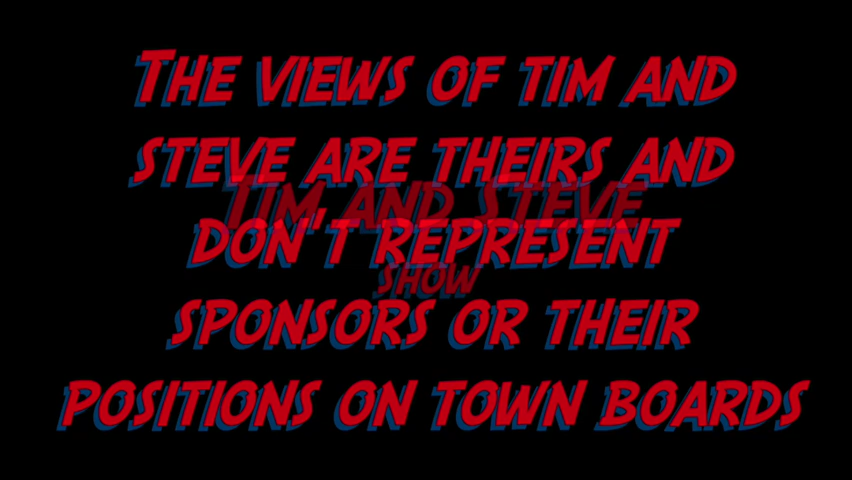 The views of tim and
steve are theirs and
Tim and Steve
don't represent
show
sponsors or their
positions on town boards